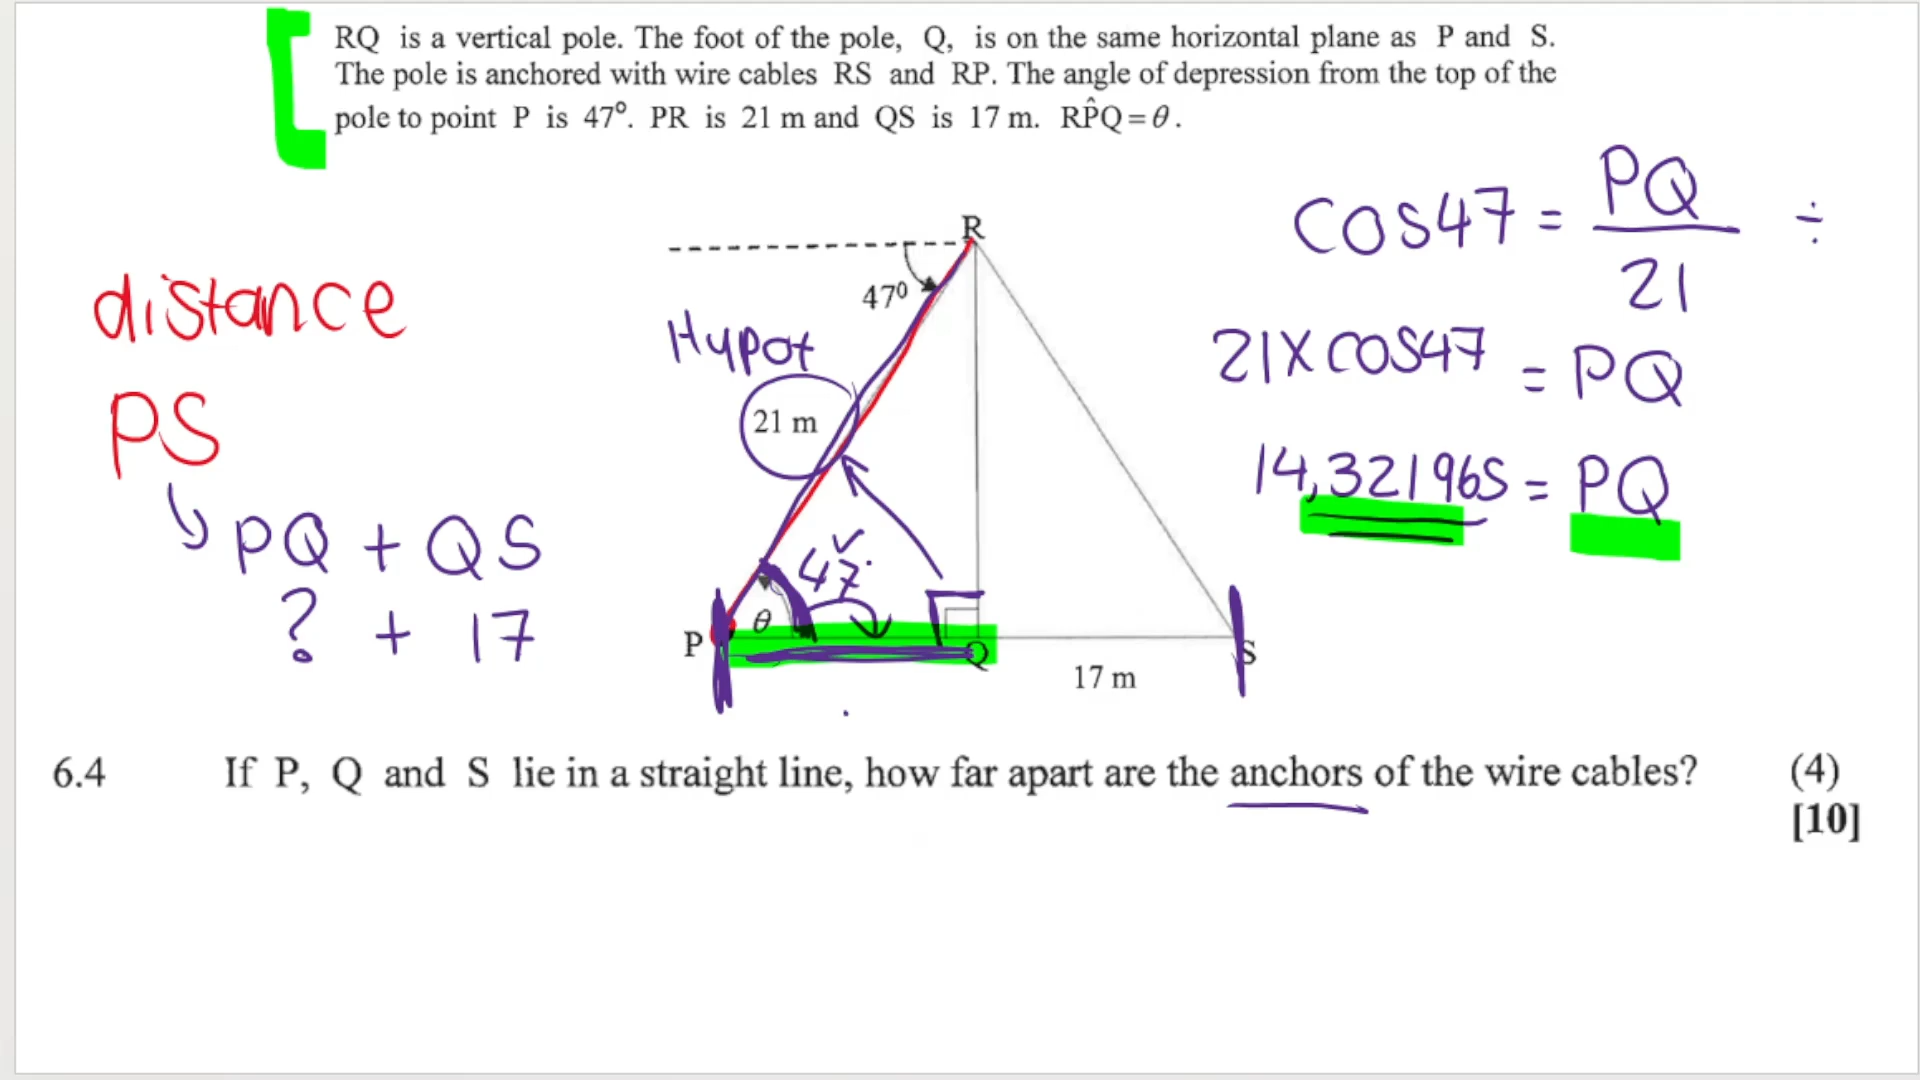 RQ is a vertical pole. The foot of the pole, Q, is on the same horizontal plane as P and S.
The pole is anchored with wire cables RS and RP. The angle of depression from the top of the
pole to point P is 47⁰. PR is 21 m and QS is 17 m. RP̂Q = θ.
R
47⁰
Hypot
21 m
47
θ
P
Q
S
17 m
distance
PS
PQ + QS
? + 17
cos47 = PQ/21 ÷
21×cos47 = PQ
14,321965 = PQ
6.4 If P, Q and S lie in a straight line, how far apart are the anchors of the wire cables? (4)
[10]